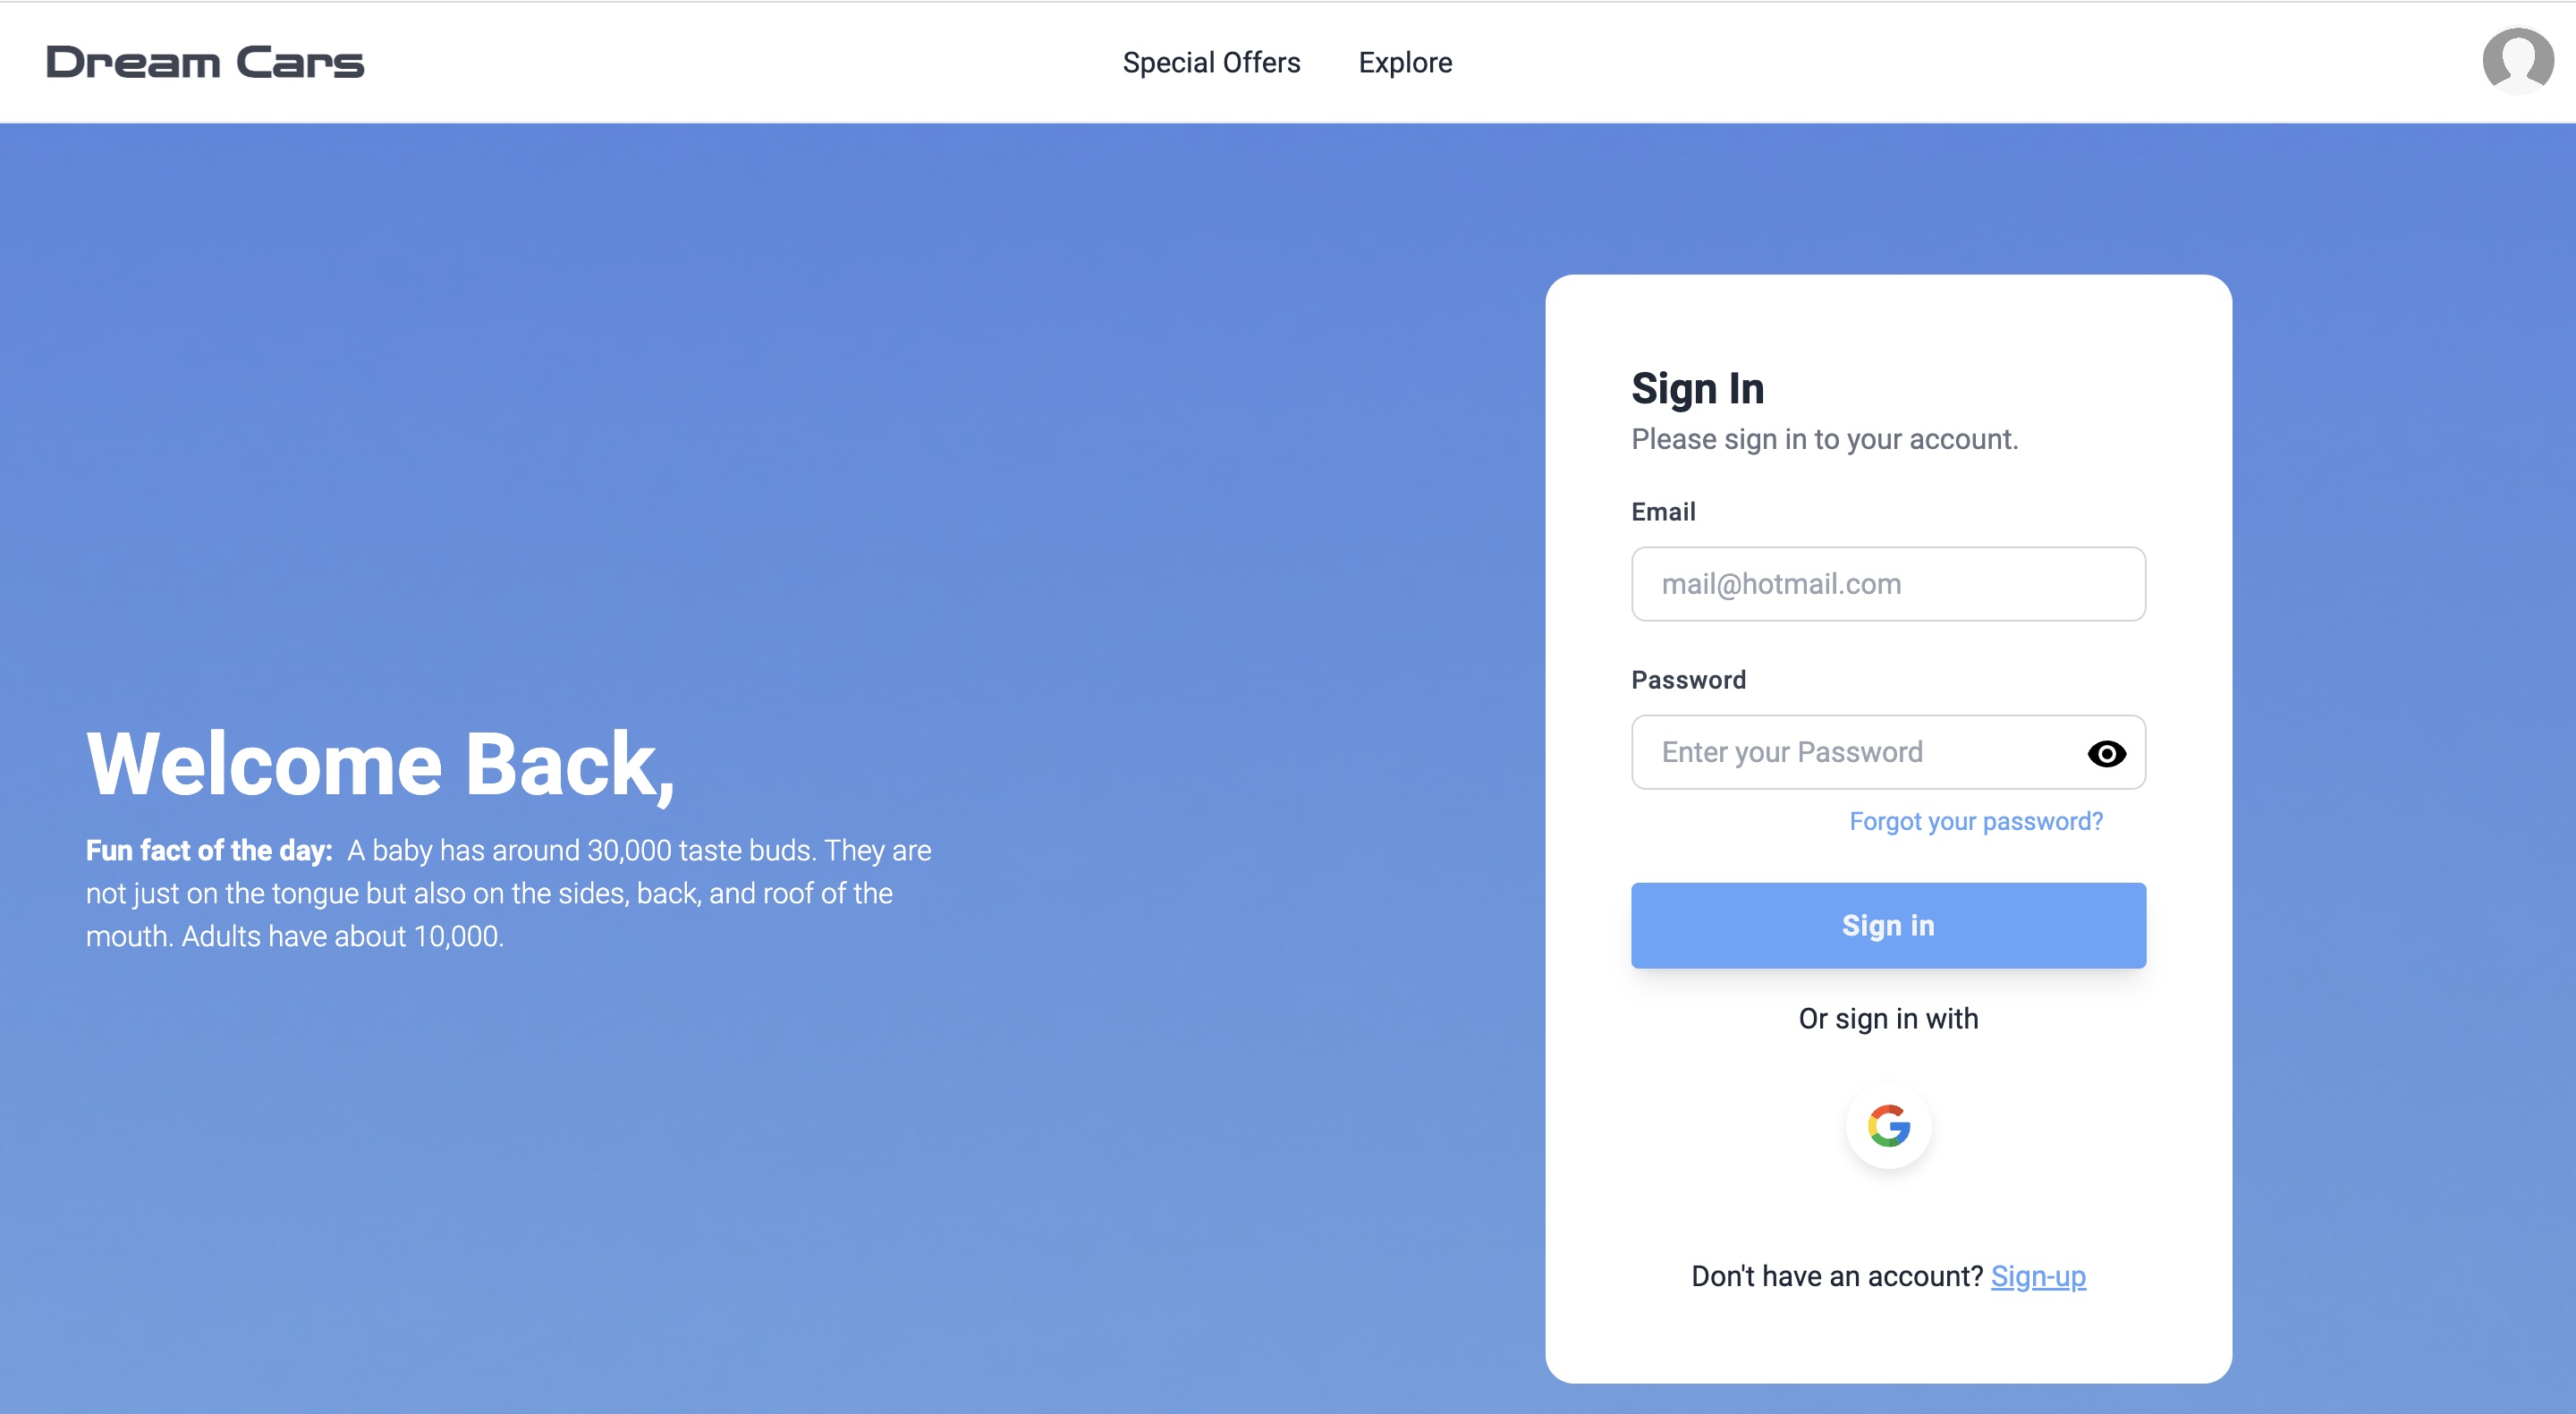 Dream Cars
Special Offers
Explore
Welcome Back,
Fun fact of the day: A baby has around 30,000 taste buds. They are
not just on the tongue but also on the sides, back, and roof of the
mouth. Adults have about 10,000.
Sign In
Please sign in to your account.
Email
mail@hotmail.com
Password
Enter your Password
Forgot your password?
Sign in
Or sign in with
G
Don't have an account? Sign-up